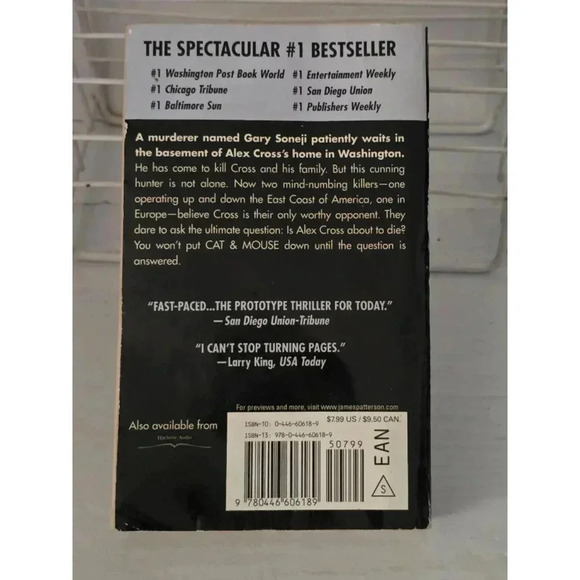 THE SPECTACULAR #1 BESTSELLER
#1 Washington Post Book World #1 Entertainment Weekly
#1 Chicago Tribune #1 San Diego Union
#1 Baltimore Sun #1 Publishers Weekly
A murderer named Gary Soneji patiently waits in
the basement of Alex Cross's home in Washington.
He has come to kill Cross and his family. But this cunning
hunter is not alone. Now two mind-numbing killers—one
operating up and down the East Coast of America, one in
Europe—believe Cross is their only worthy opponent. They
dare to ask the ultimate question: Is Alex Cross about to die?
You won't put CAT & MOUSE down until the question is
answered.
"FAST-PACED...THE PROTOTYPE THRILLER FOR TODAY."
—San Diego Union-Tribune
"I CAN'T STOP TURNING PAGES."
—Larry King, USA Today
For previews and more, visit www.jamespatterson.com
Also available from
Hachette Audio
ISBN-10: 0-446-60618-9 $7.99 US / $9.50 CAN.
ISBN-13: 978-0-446-60618-9
50799
9 780446 606189
S
EAN